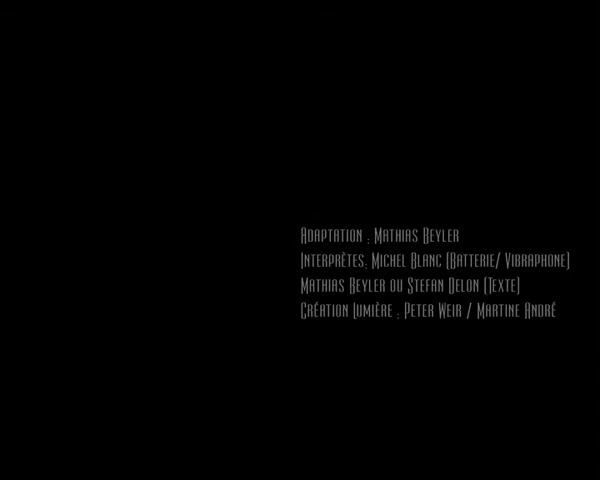 Adaptation : Mathias Beyler
Interprètes: Michel Blanc (Batterie/ Vibraphone)
Mathias Beyler ou Stefan Delon (Texte)
Création Lumière : Peter Weir / Martine André